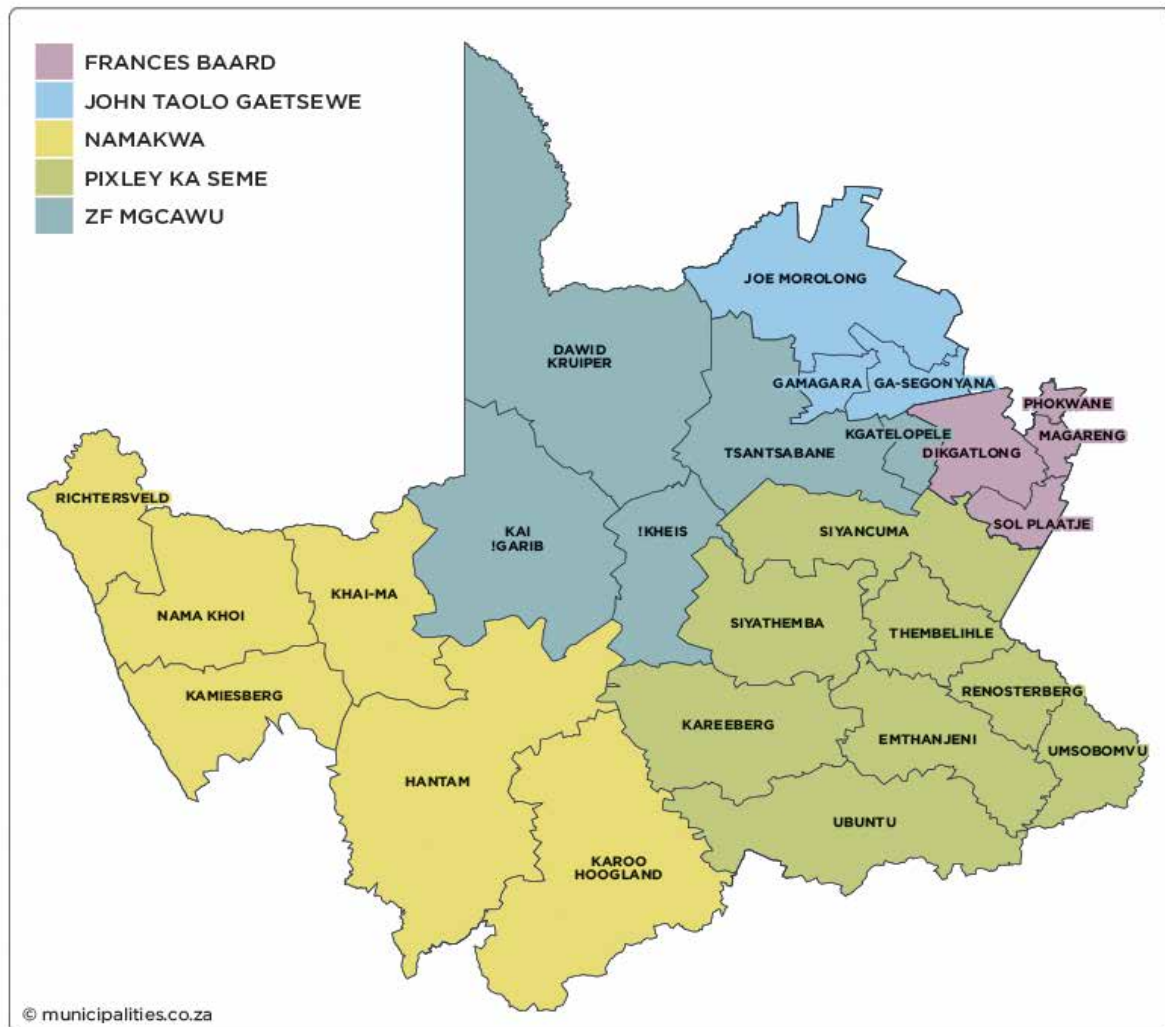 FRANCES BAARD
JOHN TAOLO GAETSEWE
NAMAKWA
PIXLEY KA SEME
ZF MGCAWU
JOE MOROLONG
DAWID
KRUIPER
GAMAGARA
GA-SEGONYANA
PHOKWANE
KGATELOPELE
MAGARENG
TSANTSABANE
DIKGATLONG
RICHTERSVELD
SOL PLAATJE
KAI
!GARIB
!KHEIS
SIYANCUMA
KHAI-MA
NAMA KHOI
SIYATHEMBA
THEMBELIHLE
KAMIESBERG
RENOSTERBERG
KAREEBERG
EMTHANJENI
UMSOBOMVU
HANTAM
UBUNTU
KAROO
HOOGLAND
© municipalities.co.za